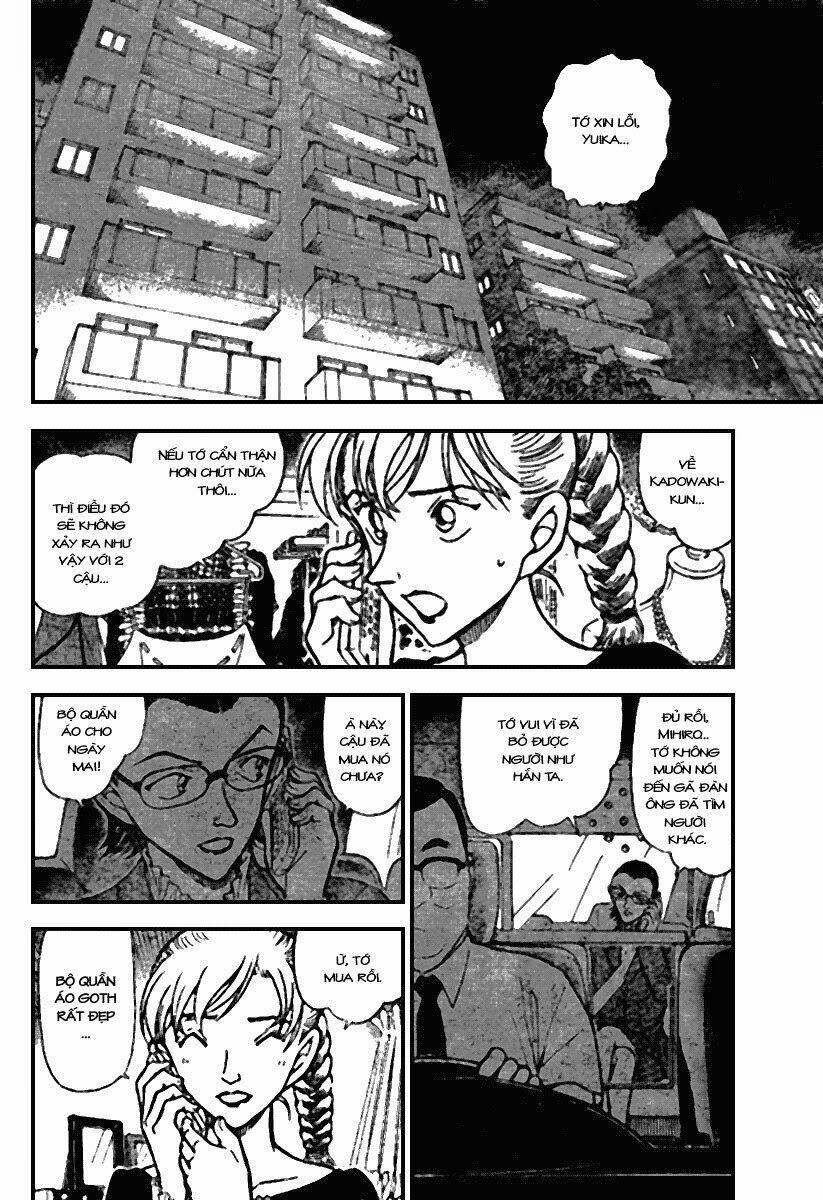 TỚ XIN LỖI,
YUIKA...
VỀ
KADOWAKI-
KUN...
NẾU TỚ CẨN THẬN
HƠN CHÚT NỮA
THÔI...
THÌ ĐIỀU ĐÓ
SẼ KHÔNG
XẢY RA NHƯ
VẬY VỚI 2
CẬU...
ĐỦ RỒI,
MIHIRO...
TỚ KHÔNG
MUỐN NÓI
ĐẾN GÃ ĐÀN
ÔNG ĐÃ TÌM
NGƯỜI
KHÁC.
TỚ VUI VÌ ĐÃ
BỎ ĐƯỢC
NGƯỜI NHƯ
HẮN TA.
À NÀY,
CẬU ĐÃ
MUA NÓ
CHƯA?
BỘ QUẦN
ÁO CHO
NGÀY
MAI!
Ừ, TỚ
MUA RỒI.
BỘ QUẦN
ÁO GOTH
RẤT ĐẸP
...